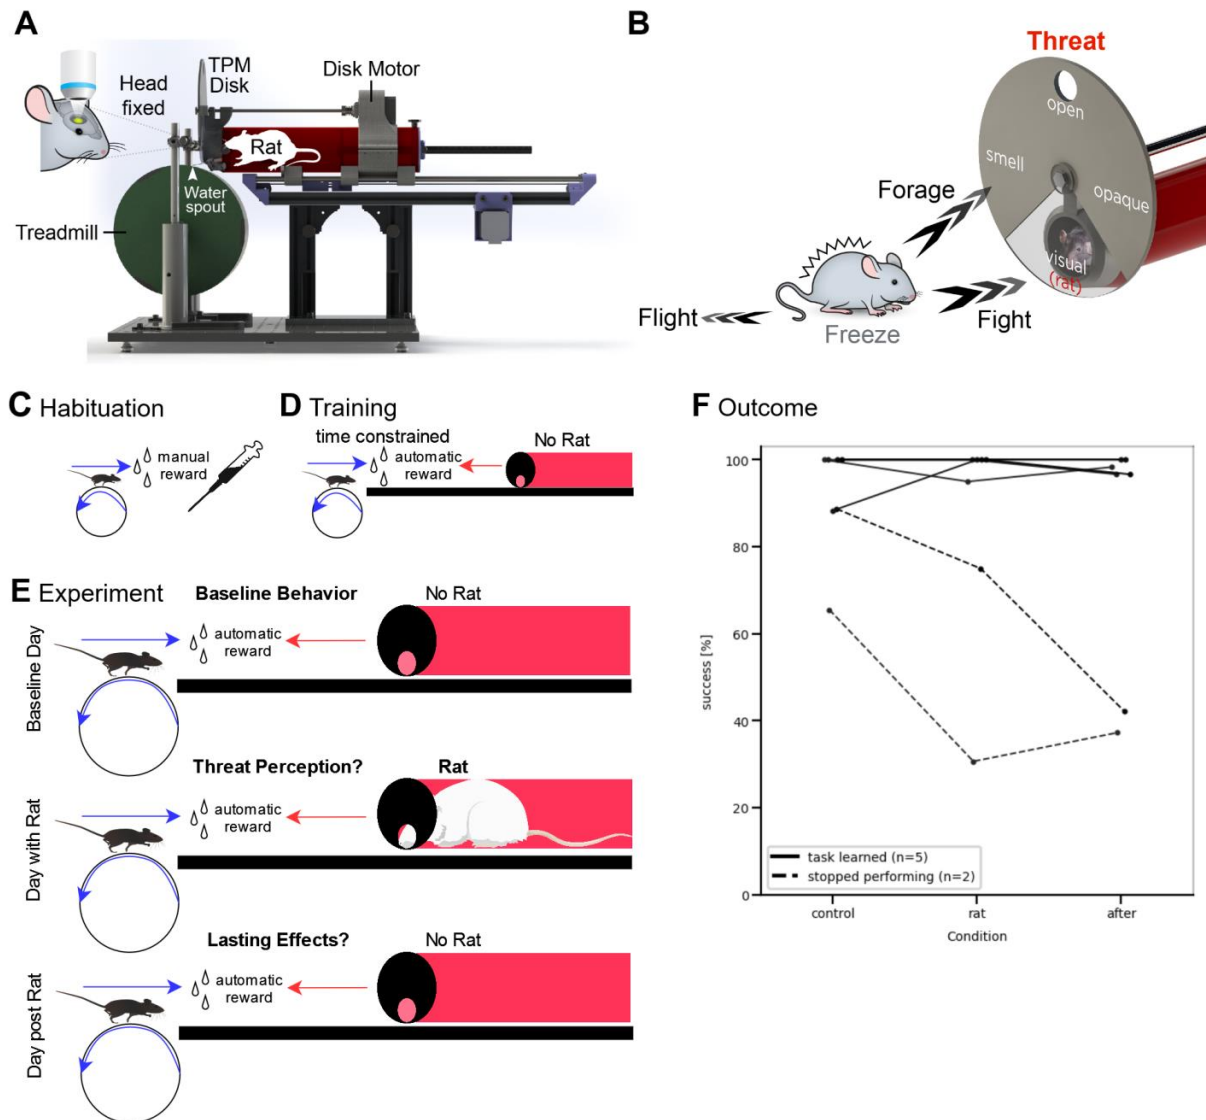 A
Head
fixed
TPM
Disk
Disk Motor
Rat
Water
spout
Treadmill
B
Threat
open
smell
opaque
visual
(rat)
Forage
Flight
Freeze
Fight
C Habituation
manual
reward
D Training
time constrained
automatic
reward
No Rat
E Experiment
Baseline Day
Baseline Behavior
No Rat
automatic
reward
Day with Rat
Threat Perception?
Rat
automatic
reward
Day post Rat
Lasting Effects?
No Rat
automatic
reward
F Outcome
success [%]
100
80
60
40
20
0
task learned (n=5)
stopped performing (n=2)
control
rat
after
Condition